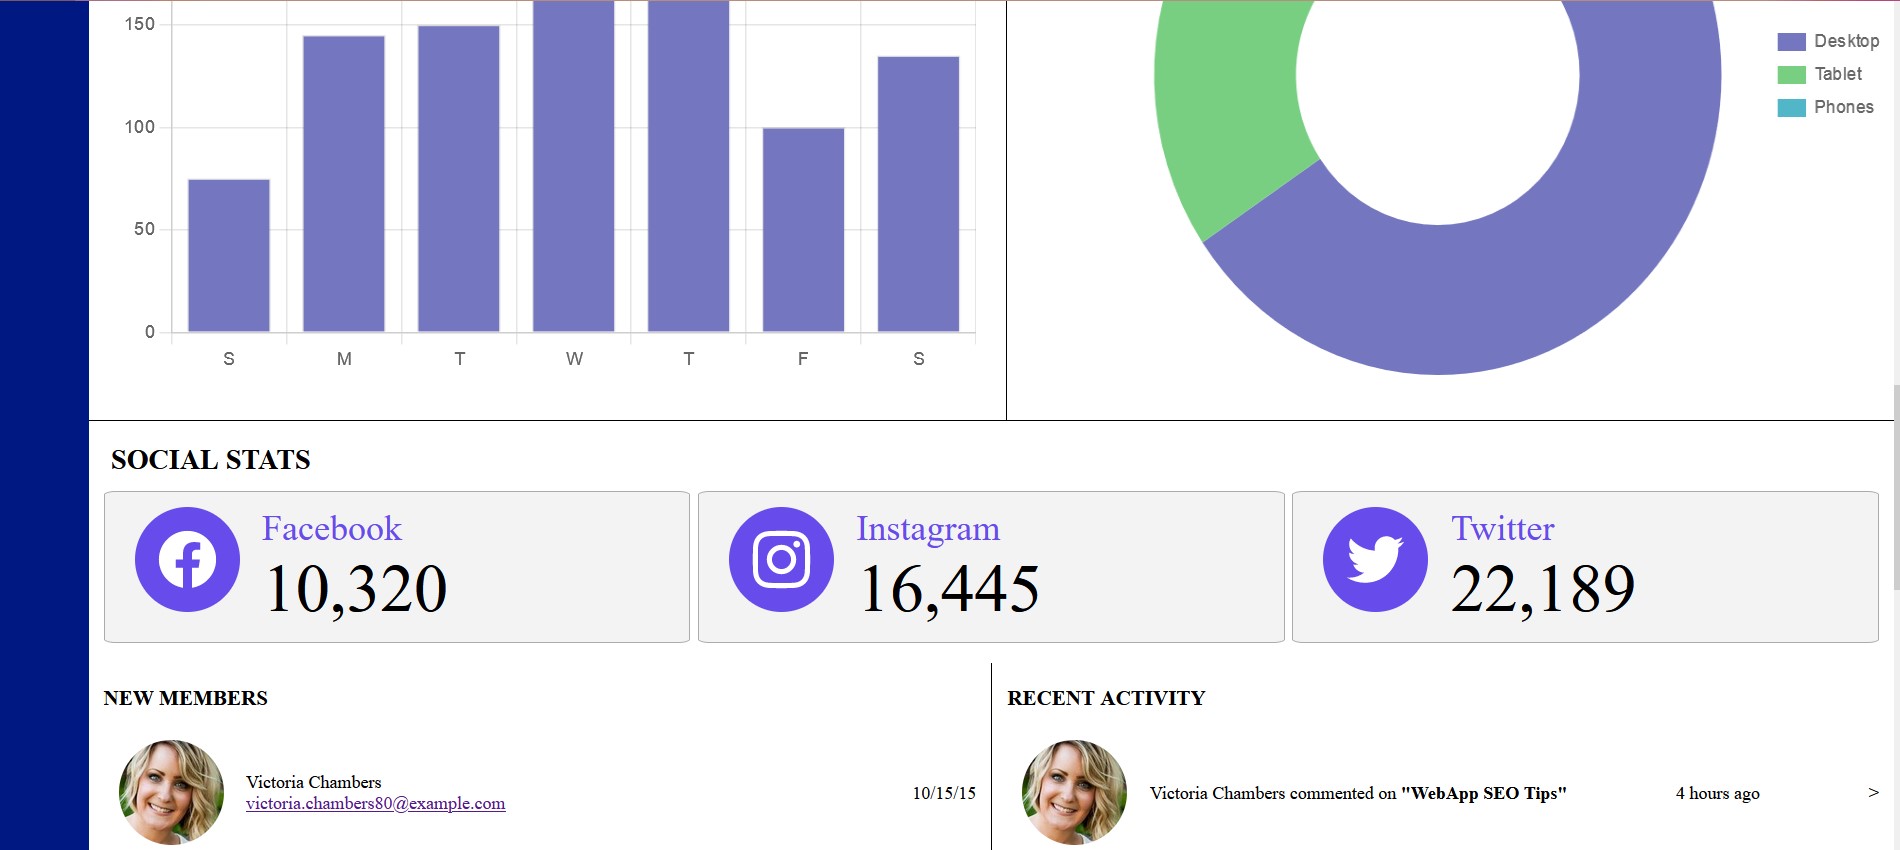 150
100
50
0
S M T W T F S
Desktop
Tablet
Phones
SOCIAL STATS
Facebook
10,320
Instagram
16,445
Twitter
22,189
NEW MEMBERS
Victoria Chambers
victoria.chambers80@example.com
10/15/15
RECENT ACTIVITY
Victoria Chambers commented on "WebApp SEO Tips"
4 hours ago
>